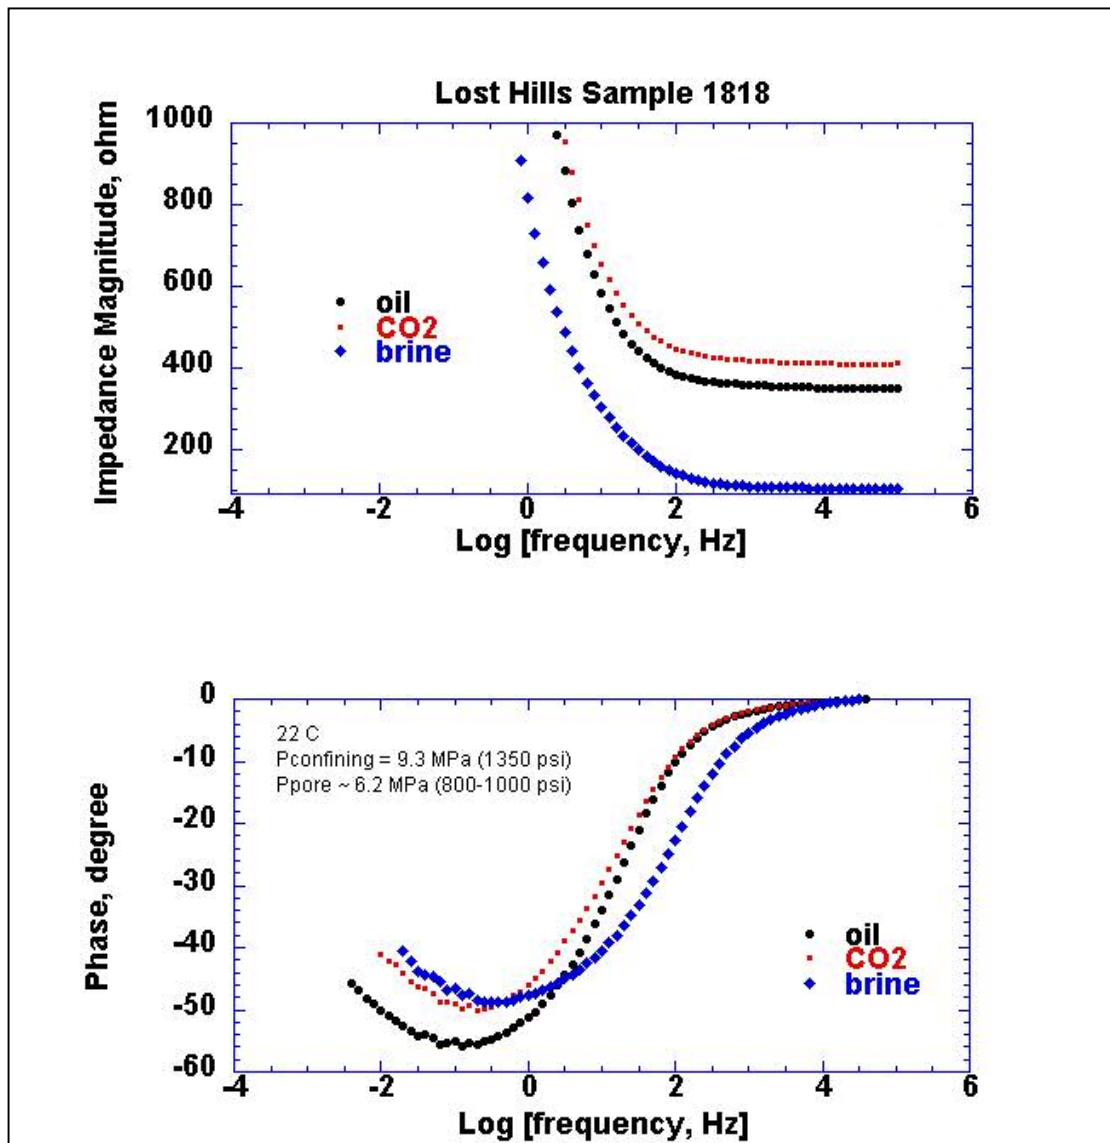 Lost Hills Sample 1818
Impedance Magnitude, ohm
1000
800
600
400
200
oil
CO2
brine
-4 -2 0 2 4 6
Log [frequency, Hz]
Phase, degree
0
-10
-20
-30
-40
-50
-60
22 C
Pconfining = 9.3 MPa (1350 psi)
Ppore ~ 6.2 MPa (800-1000 psi)
oil
CO2
brine
-4 -2 0 2 4 6
Log [frequency, Hz]